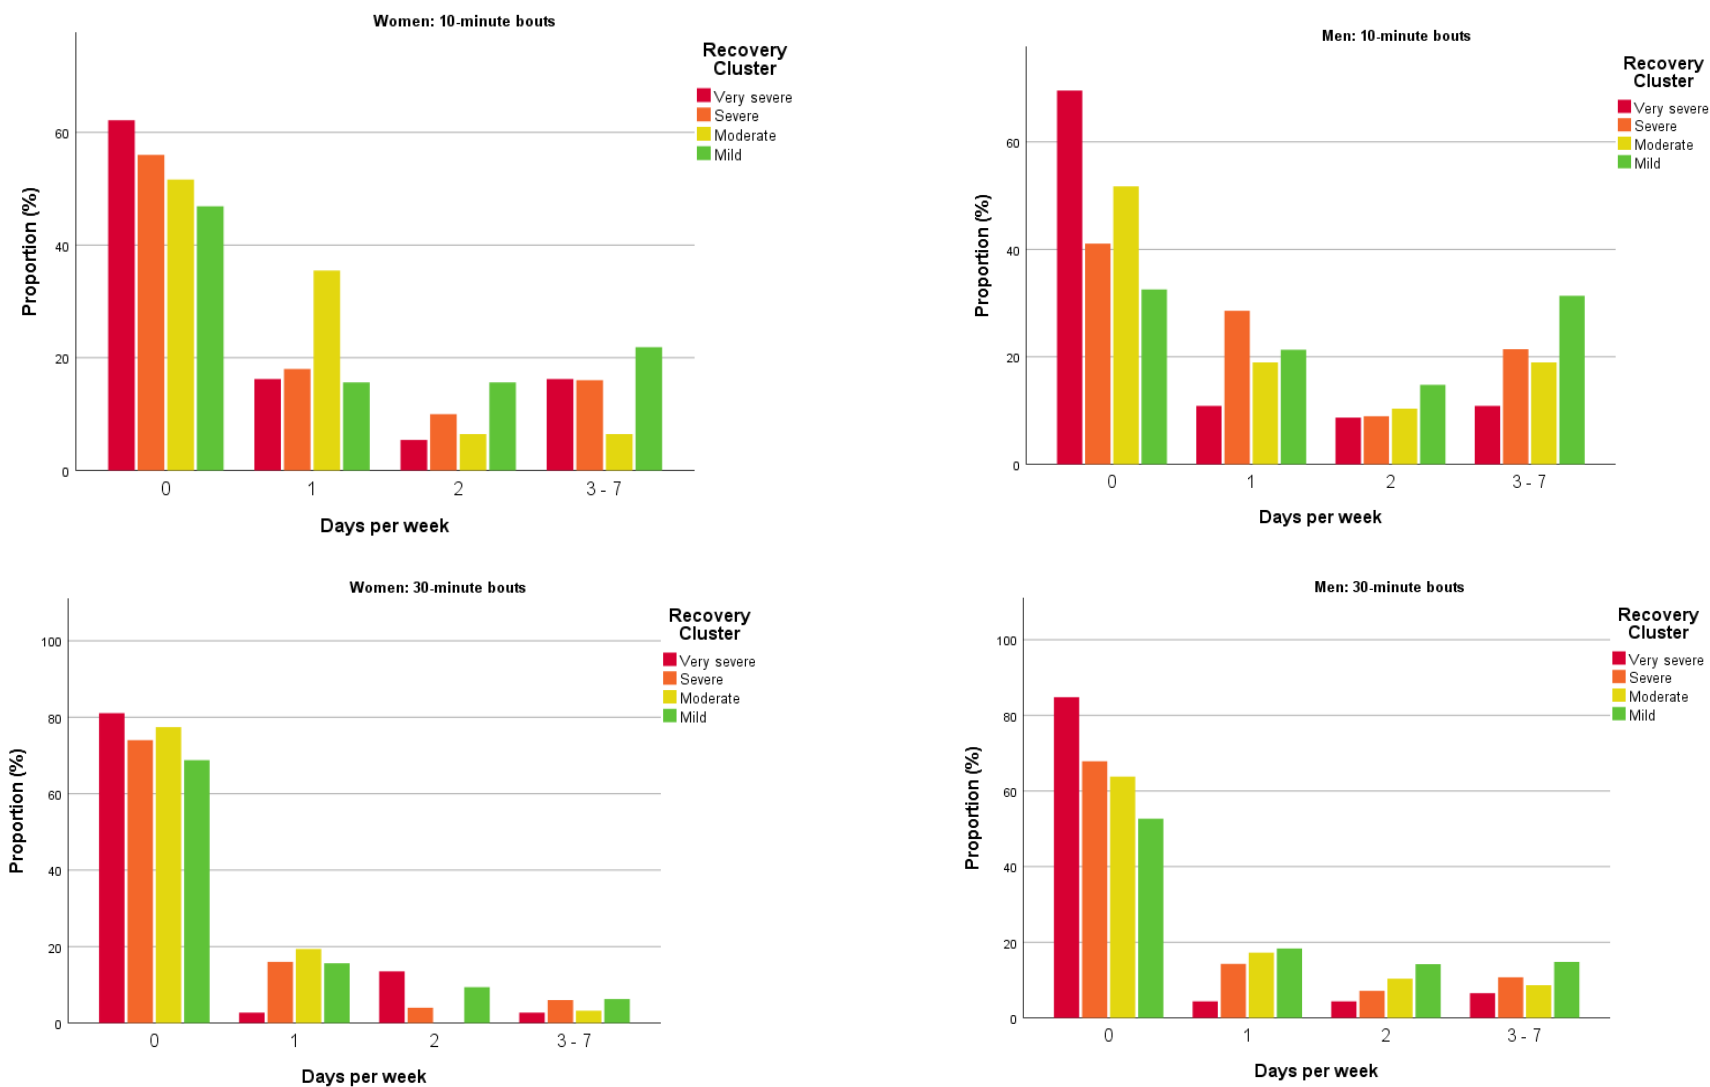 Women: 10-minute bouts
Recovery
Cluster
Very severe
Severe
Moderate
Mild
Proportion (%)
60
40
20
0
0 1 2 3 - 7
Days per week
Men: 10-minute bouts
Recovery
Cluster
Very severe
Severe
Moderate
Mild
Proportion (%)
60
40
20
0
0 1 2 3 - 7
Days per week
Women: 30-minute bouts
Recovery
Cluster
Very severe
Severe
Moderate
Mild
Proportion (%)
100
80
60
40
20
0
0 1 2 3 - 7
Days per week
Men: 30-minute bouts
Recovery
Cluster
Very severe
Severe
Moderate
Mild
Proportion (%)
100
80
60
40
20
0
0 1 2 3 - 7
Days per week